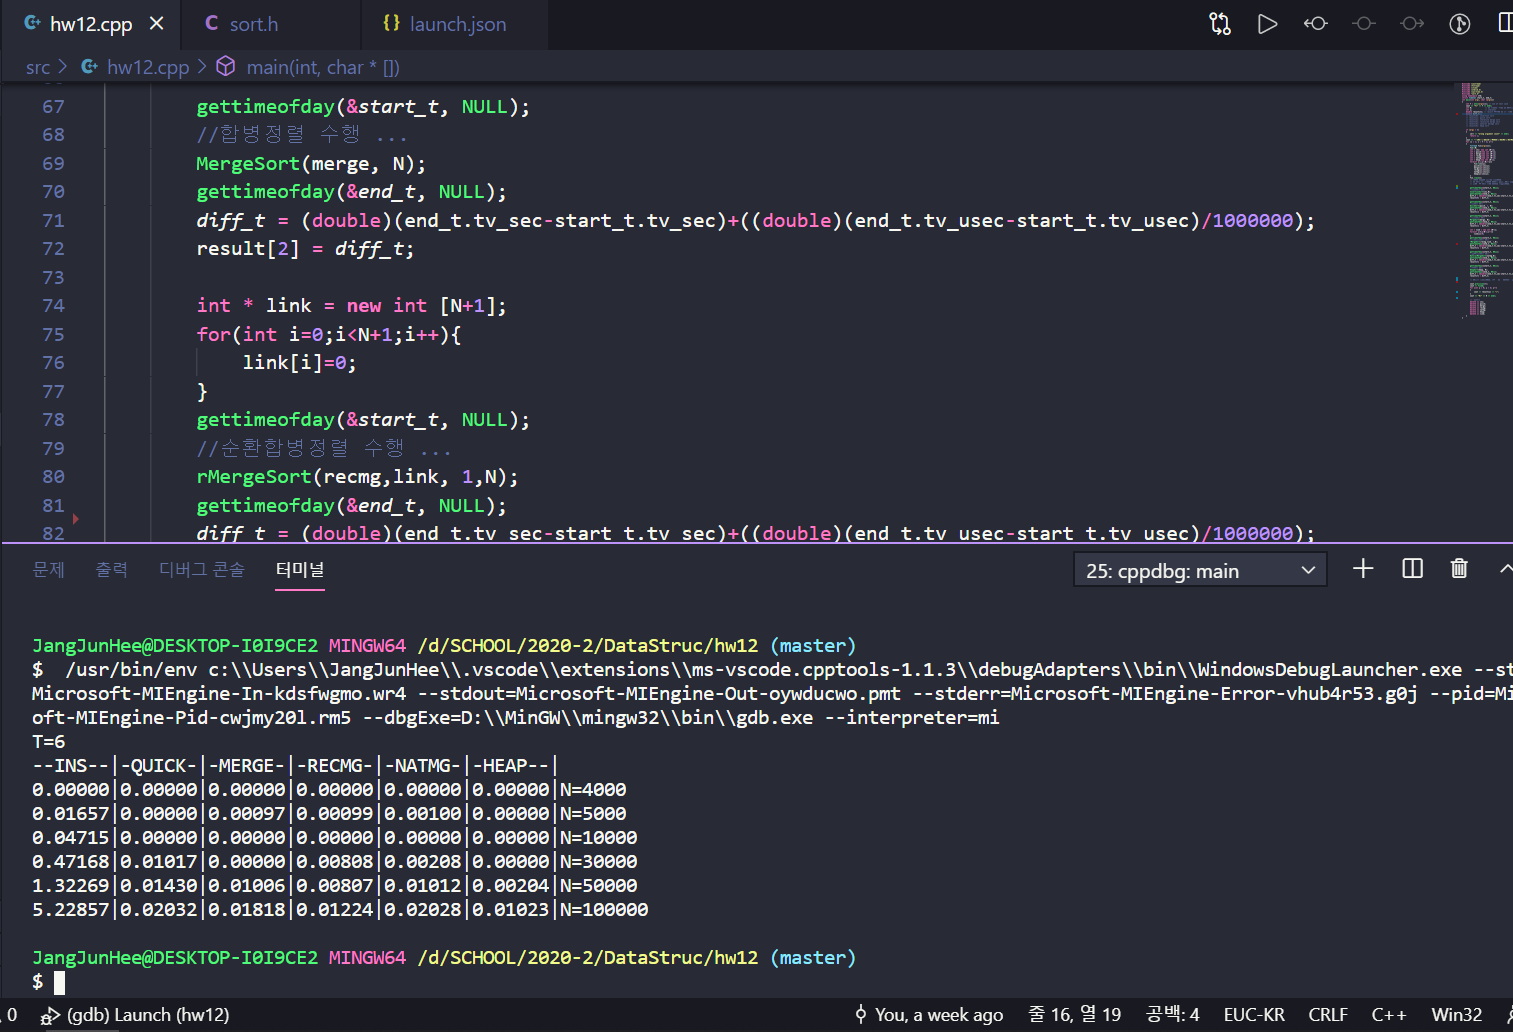 hw12.cpp
sort.h
launch.json
src > hw12.cpp > main(int, char * [])
67 gettimeofday(&start_t, NULL);
68 //합병정렬 수행 ...
69 MergeSort(merge, N);
70 gettimeofday(&end_t, NULL);
71 diff_t = (double)(end_t.tv_sec-start_t.tv_sec)+((double)(end_t.tv_usec-start_t.tv_usec)/1000000);
72 result[2] = diff_t;
73
74 int * link = new int [N+1];
75 for(int i=0;i<N+1;i++){
76 link[i]=0;
77 }
78 gettimeofday(&start_t, NULL);
79 //순환합병정렬 수행 ...
80 rMergeSort(recmg,link, 1,N);
81 gettimeofday(&end_t, NULL);
82 diff_t = (double)(end_t.tv_sec-start_t.tv_sec)+((double)(end_t.tv_usec-start_t.tv_usec)/1000000);
문제 출력 디버그 콘솔 터미널
25: cppdbg: main
JangJunHee@DESKTOP-I0I9CE2 MINGW64 /d/SCHOOL/2020-2/DataStruc/hw12 (master)
$ /usr/bin/env c:\\Users\\JangJunHee\\.vscode\\extensions\\ms-vscode.cpptools-1.1.3\\debugAdapters\\bin\\WindowsDebugLauncher.exe --st
Microsoft-MIEngine-In-kdsfwgmo.wr4 --stdout=Microsoft-MIEngine-Out-oywducwo.pmt --stderr=Microsoft-MIEngine-Error-vhub4r53.g0j --pid=Mi
oft-MIEngine-Pid-cwjmy20l.rm5 --dbgExe=D:\\MinGW\\mingw32\\bin\\gdb.exe --interpreter=mi
T=6
--INS--|-QUICK-|-MERGE-|-RECMG-|-NATMG-|-HEAP--|
0.00000|0.00000|0.00000|0.00000|0.00000|0.00000|N=4000
0.01657|0.00000|0.00097|0.00099|0.00100|0.00000|N=5000
0.04715|0.00000|0.00000|0.00000|0.00000|0.00000|N=10000
0.47168|0.01017|0.00000|0.00808|0.00208|0.00000|N=30000
1.32269|0.01430|0.01006|0.00807|0.01012|0.00204|N=50000
5.22857|0.02032|0.01818|0.01224|0.02028|0.01023|N=100000
JangJunHee@DESKTOP-I0I9CE2 MINGW64 /d/SCHOOL/2020-2/DataStruc/hw12 (master)
$
0 (gdb) Launch (hw12) You, a week ago 줄 16, 열 19 공백: 4 EUC-KR CRLF C++ Win32